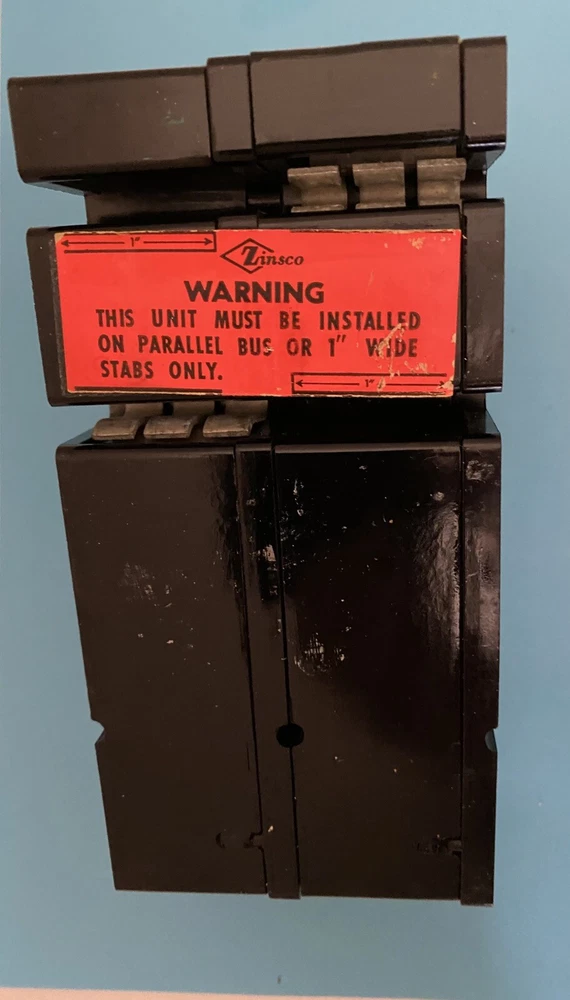 1"
Zinsco
WARNING
THIS UNIT MUST BE INSTALLED
ON PARALLEL BUS OR 1" WIDE
STABS ONLY.
1"